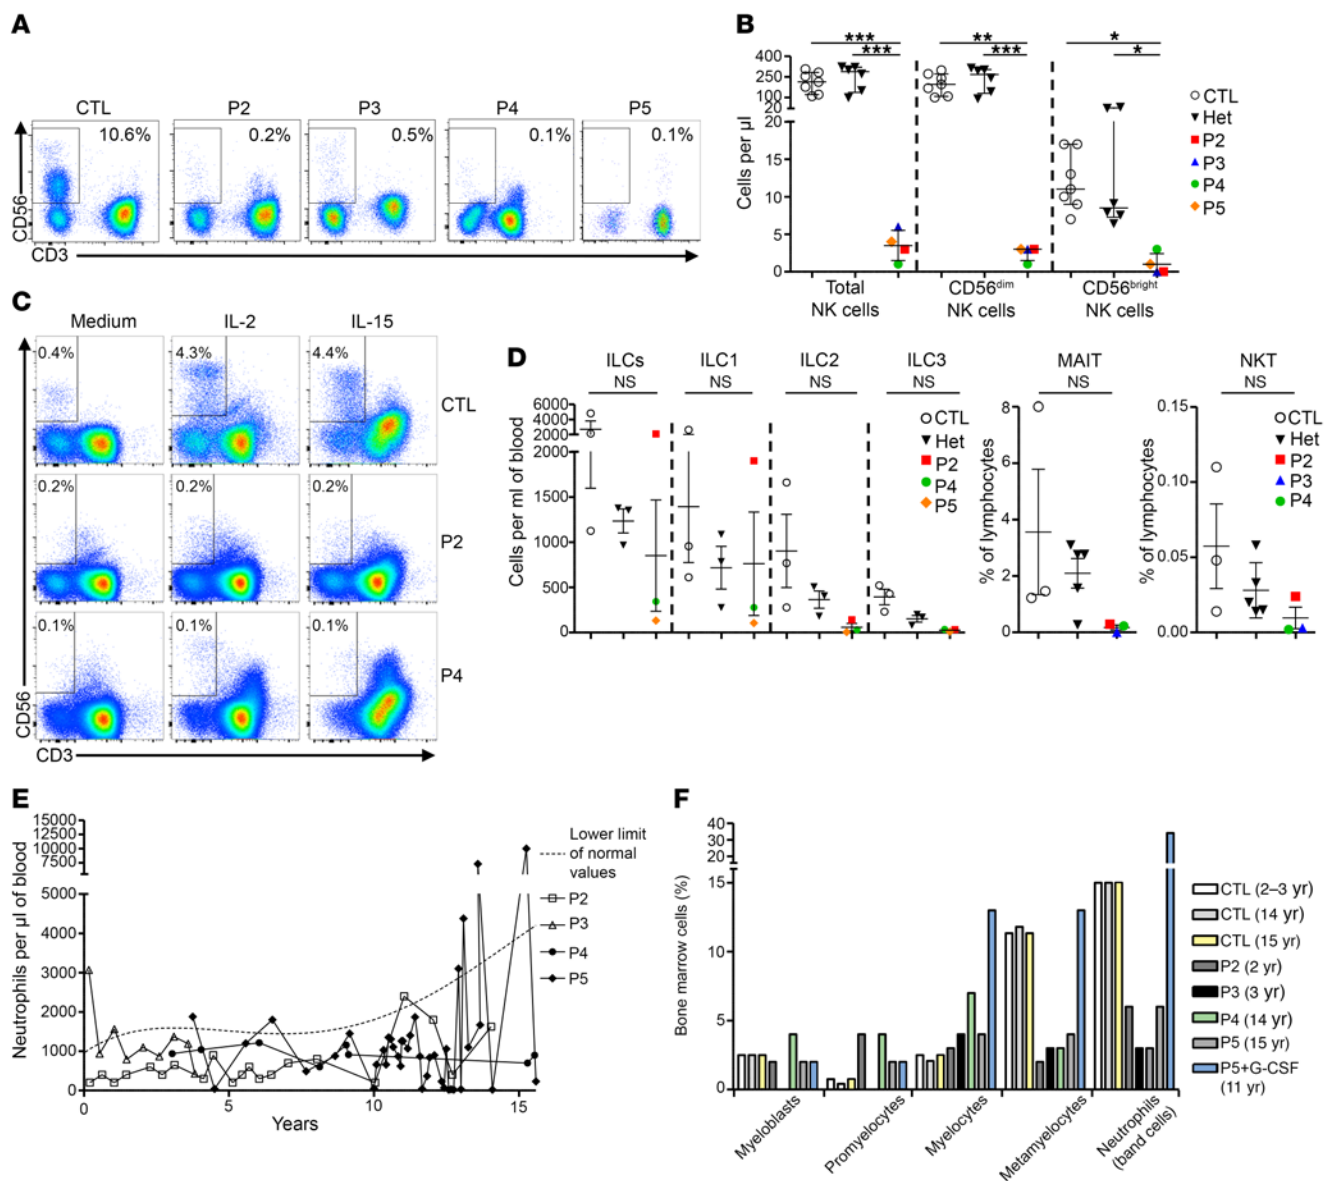 A
CTL
P2
P3
P4
P5
10.6%
0.2%
0.5%
0.1%
0.1%
CD56
CD3
B
***
***
**
***
*
*
Cells per µl
400
250
100
20
20
15
10
5
0
Total
NK cells
CD56dim
NK cells
CD56bright
NK cells
CTL
Het
P2
P3
P4
P5
C
Medium
IL-2
IL-15
0.4%
4.3%
4.4%
CTL
0.2%
0.2%
0.2%
P2
0.1%
0.1%
0.1%
P4
CD56
CD3
D
ILCs
ILC1
ILC2
ILC3
NS
NS
NS
NS
Cells per ml of blood
6000
4000
2000
2000
1500
1000
500
0
CTL
Het
P2
P4
P5
MAIT
NS
% of lymphocytes
8
6
4
2
0
NKT
NS
% of lymphocytes
0.15
0.10
0.05
0.00
CTL
Het
P2
P3
P4
E
Neutrophils per µl of blood
15000
12500
10000
7500
5000
4000
3000
2000
1000
0
0
5
10
15
Years
Lower limit
of normal
values
P2
P3
P4
P5
F
Bone marrow cells (%)
40
30
20
15
10
5
0
Myeloblasts
Promyelocytes
Myelocytes
Metamyelocytes
Neutrophils
(band cells)
CTL (2–3 yr)
CTL (14 yr)
CTL (15 yr)
P2 (2 yr)
P3 (3 yr)
P4 (14 yr)
P5 (15 yr)
P5+G-CSF
(11 yr)